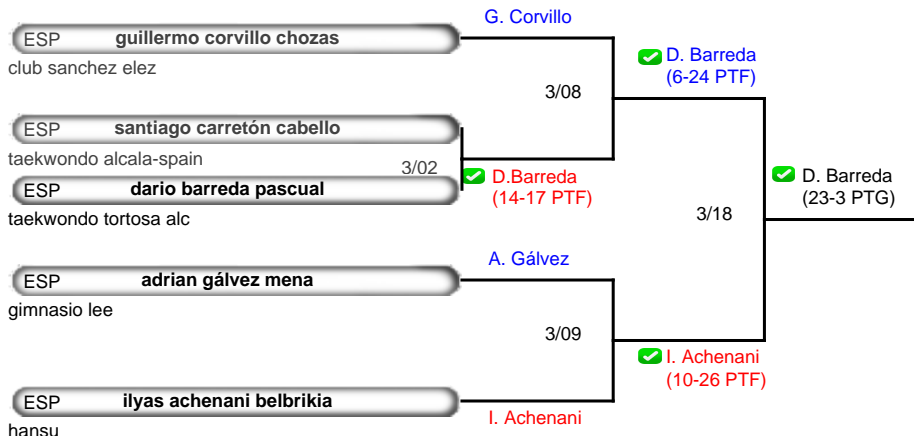 G. Corvillo
ESP guillermo corvillo chozas
club sanchez elez
D. Barreda
(6-24 PTF)
3/08
ESP santiago carretón cabello
taekwondo alcala-spain
3/02
D.Barreda
(14-17 PTF)
ESP dario barreda pascual
taekwondo tortosa alc
D. Barreda
(23-3 PTG)
3/18
A. Gálvez
ESP adrian gálvez mena
gimnasio lee
3/09
I. Achenani
(10-26 PTF)
ESP ilyas achenani belbrikia
I. Achenani
hansu